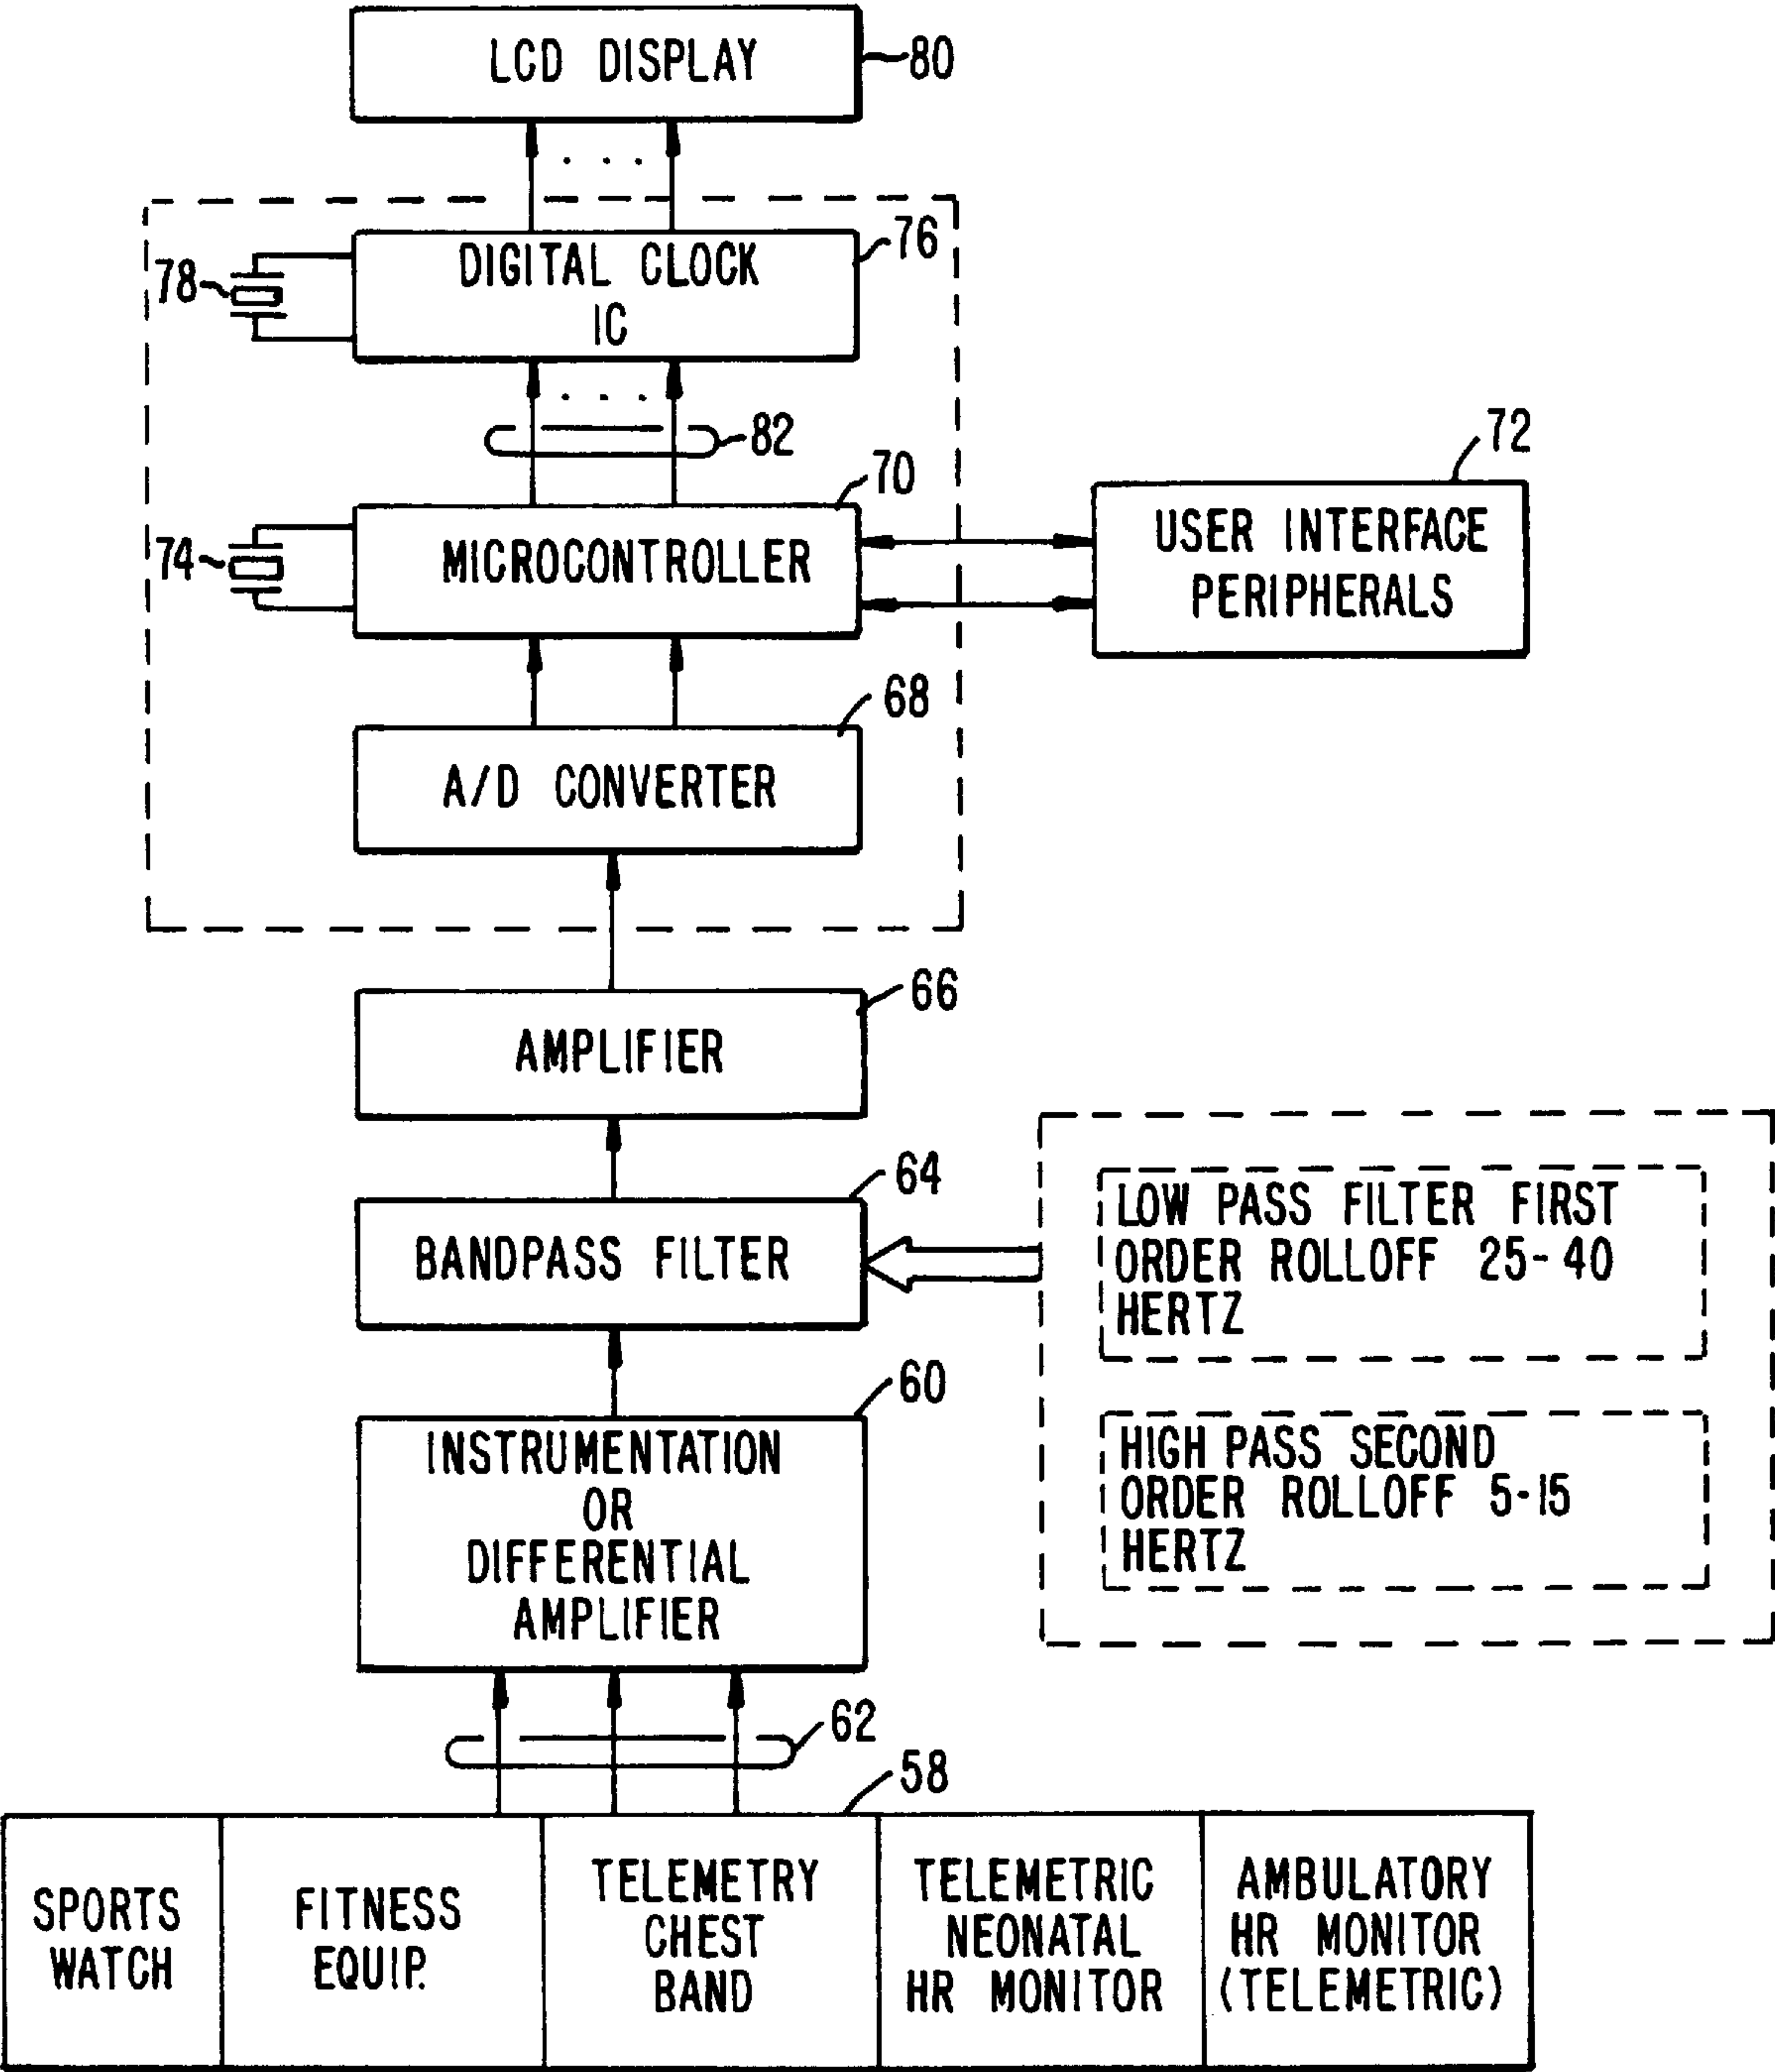 LCD DISPLAY
80
DIGITAL CLOCK
IC
76
78
82
70
MICROCONTROLLER
74
72
USER INTERFACE
PERIPHERALS
68
A/D CONVERTER
66
AMPLIFIER
64
BANDPASS FILTER
LOW PASS FILTER FIRST
ORDER ROLLOFF 25-40
HERTZ
HIGH PASS SECOND
ORDER ROLLOFF 5-15
HERTZ
60
INSTRUMENTATION
OR
DIFFERENTIAL
AMPLIFIER
62
58
SPORTS
WATCH
FITNESS
EQUIP.
TELEMETRY
CHEST
BAND
TELEMETRIC
NEONATAL
HR MONITOR
AMBULATORY
HR MONITOR
(TELEMETRIC)